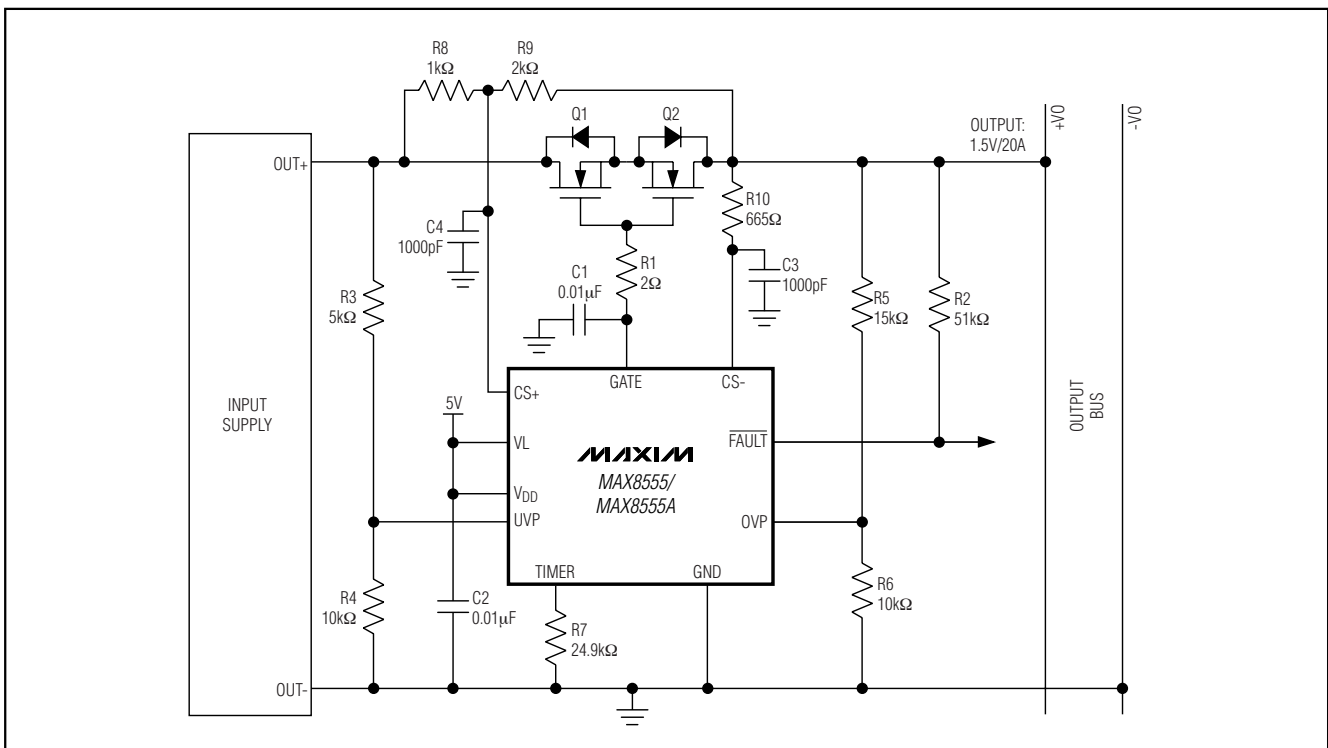 R8
1kΩ
R9
2kΩ
Q1
Q2
OUTPUT:
1.5V/20A
+VO
-VO
OUT+
R10
665Ω
C4
1000pF
R1
2Ω
C3
1000pF
C1
0.01µF
R3
5kΩ
R5
15kΩ
R2
51kΩ
GATE
CS-
CS+
INPUT
SUPPLY
5V
OUTPUT
BUS
VL
FAULT
MAXIM
MAX8555/
MAX8555A
VDD
UVP
OVP
TIMER
GND
R4
10kΩ
C2
0.01µF
R6
10kΩ
R7
24.9kΩ
OUT-